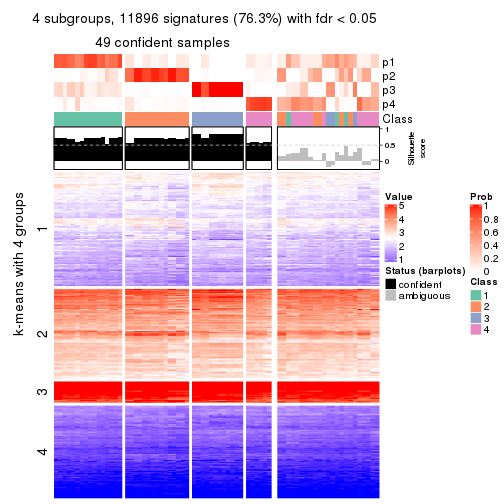 4 subgroups, 11896 signatures (76.3%) with fdr < 0.05
49 confident samples
p1
p2
p3
p4
Class
1
0.5
0
Silhouette
score
k-means with 4 groups
1
2
3
4
Value
5
4
3
2
1
Status (barplots)
confident
ambiguous
Prob
1
0.8
0.6
0.4
0.2
0
Class
1
2
3
4